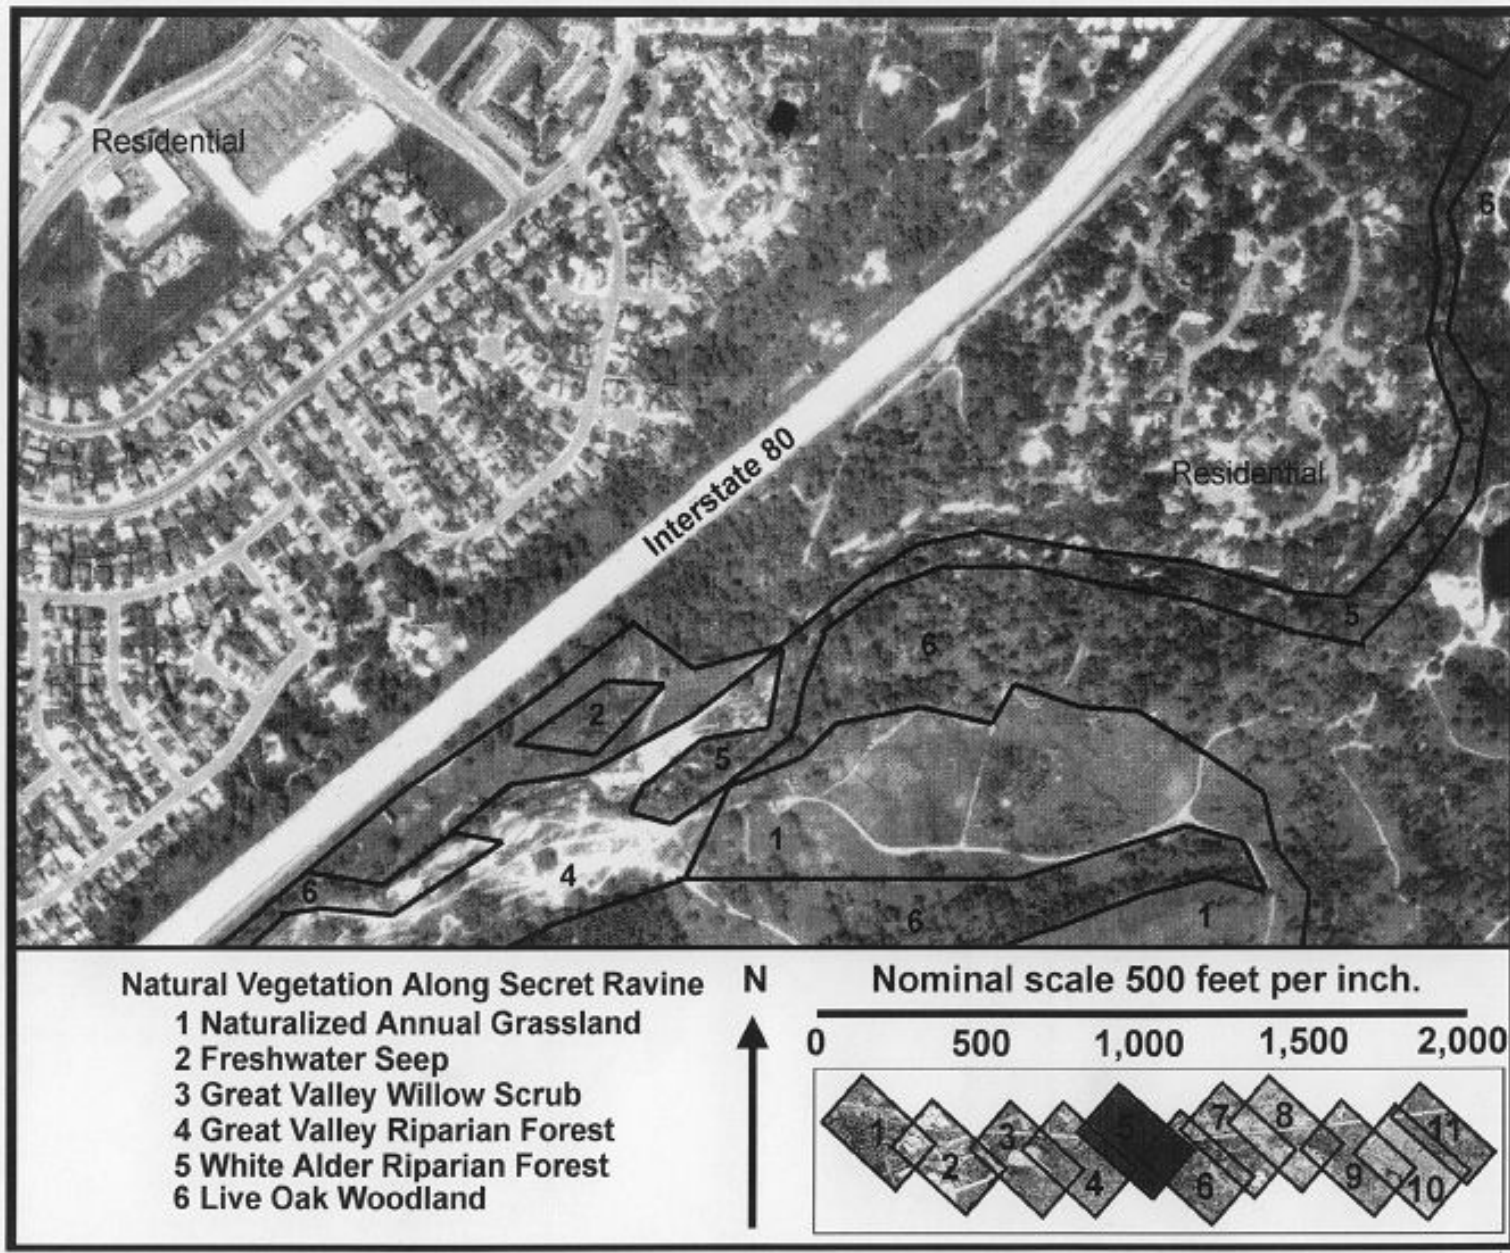 Residential
6
Interstate 80
Residential
5
6
2
5
1
4
6
6
1
Natural Vegetation Along Secret Ravine
1 Naturalized Annual Grassland
2 Freshwater Seep
3 Great Valley Willow Scrub
4 Great Valley Riparian Forest
5 White Alder Riparian Forest
6 Live Oak Woodland
N
Nominal scale 500 feet per inch.
0 500 1,000 1,500 2,000
1 2 3 4 5 6 7 8 9 10 11